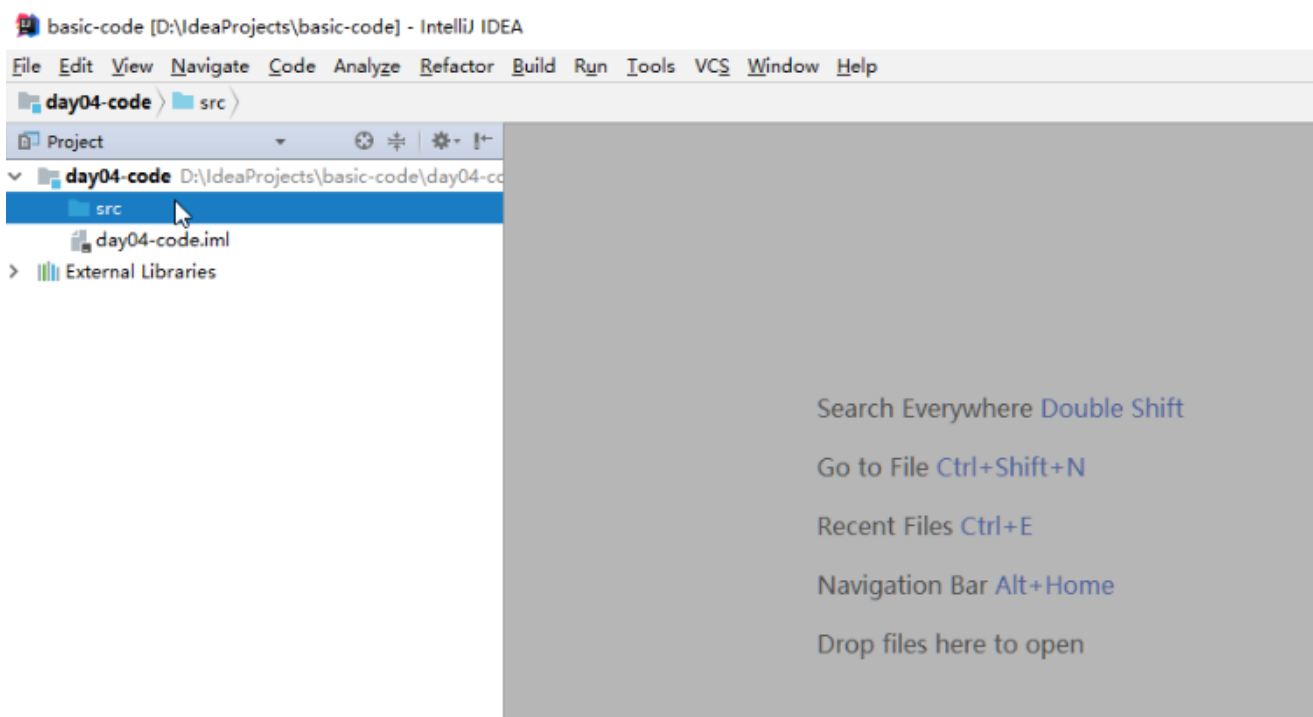 basic-code [D:\IdeaProjects\basic-code] - IntelliJ IDEA
File Edit View Navigate Code Analyze Refactor Build Run Tools VCS Window Help
day04-code src
Project
day04-code D:\IdeaProjects\basic-code\day04-co
src
day04-code.iml
External Libraries
Search Everywhere Double Shift
Go to File Ctrl+Shift+N
Recent Files Ctrl+E
Navigation Bar Alt+Home
Drop files here to open